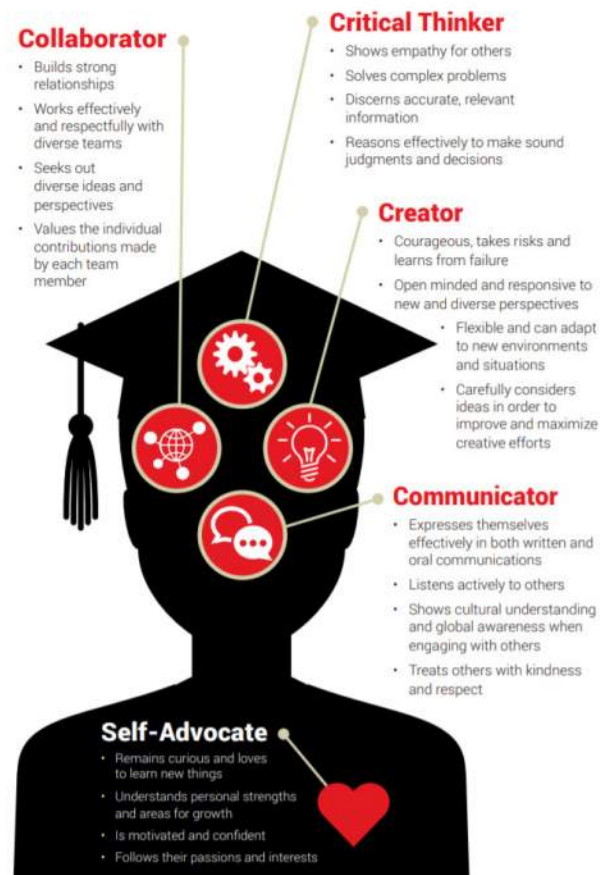 Collaborator
• Builds strong
relationships
• Works effectively
and respectfully with
diverse teams
• Seeks out
diverse ideas and
perspectives
• Values the individual
contributions made
by each team
member
Critical Thinker
• Shows empathy for others
• Solves complex problems
• Discerns accurate, relevant
information
• Reasons effectively to make sound
judgments and decisions
Creator
• Courageous, takes risks and
learns from failure
• Open minded and responsive to
new and diverse perspectives
• Flexible and can adapt
to new environments
and situations
• Carefully considers
ideas in order to
improve and maximize
creative efforts
Communicator
• Expresses themselves
effectively in both written and
oral communications
• Listens actively to others
• Shows cultural understanding
and global awareness when
engaging with others
• Treats others with kindness
and respect
Self-Advocate
• Remains curious and loves
to learn new things
• Understands personal strengths
and areas for growth
• Is motivated and confident
• Follows their passions and interests